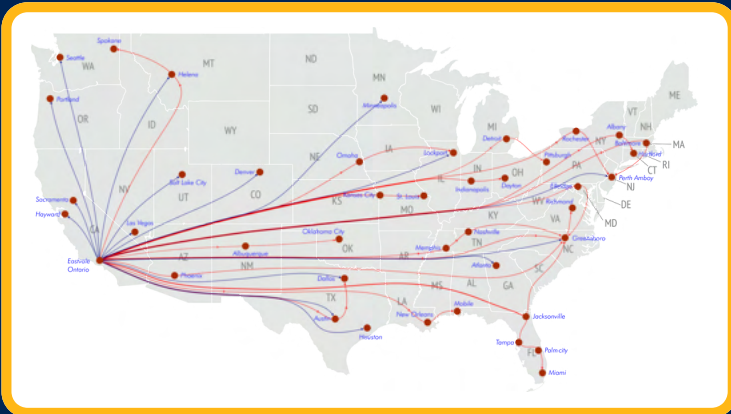 Spokane
Seattle
WA
MT
ND
Helena
MN
ME
Portland
Minneapolis
VT
OR
ID
SD
WI
MI
Albany
NH
Rochester
NY
MA
WY
Detroit
Lockport
IA
Hartford
RI
NE
Omaha
Pittsburgh
PA
CT
Salt Lake City
Denver
IN
OH
Perth Amboy
IL
Indianapolis
Dayton
NJ
NV
UT
CO
Kansas City
St. Louis
Elkridge
Sacramento
KS
WV
Richmond
DE
Hayward
MO
KY
VA
MD
Las Vegas
CA
Oklahoma City
Nashville
Greensboro
Eastvale
Ontario
AZ
NM
Albuquerque
OK
AR
Memphis
TN
NC
Atlanta
SC
Phoenix
Dallas
MS
AL
GA
TX
LA
Mobile
Austin
New Orleans
Jacksonville
Houston
Tampa
FL
Palm city
Miami